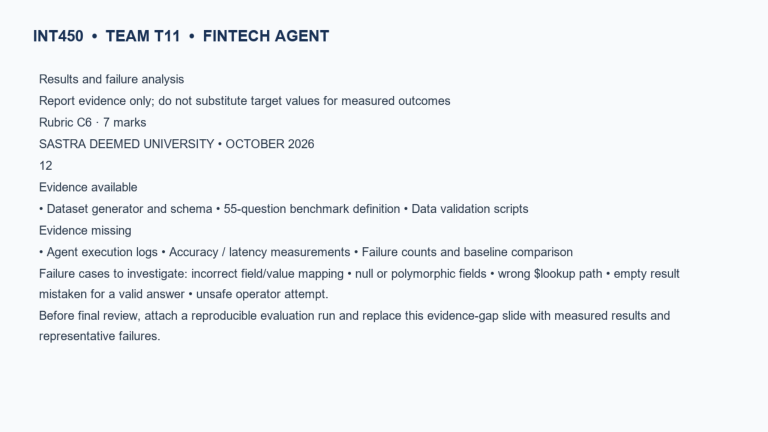 INT450 • TEAM T11 • FINTECH AGENT
Results and failure analysis
Report evidence only; do not substitute target values for measured outcomes
Rubric C6 · 7 marks
SASTRA DEEMED UNIVERSITY • OCTOBER 2026
12
Evidence available
• Dataset generator and schema • 55-question benchmark definition • Data validation scripts
Evidence missing
• Agent execution logs • Accuracy / latency measurements • Failure counts and baseline comparison
Failure cases to investigate: incorrect field/value mapping • null or polymorphic fields • wrong $lookup path • empty result
mistaken for a valid answer • unsafe operator attempt.
Before final review, attach a reproducible evaluation run and replace this evidence-gap slide with measured results and
representative failures.